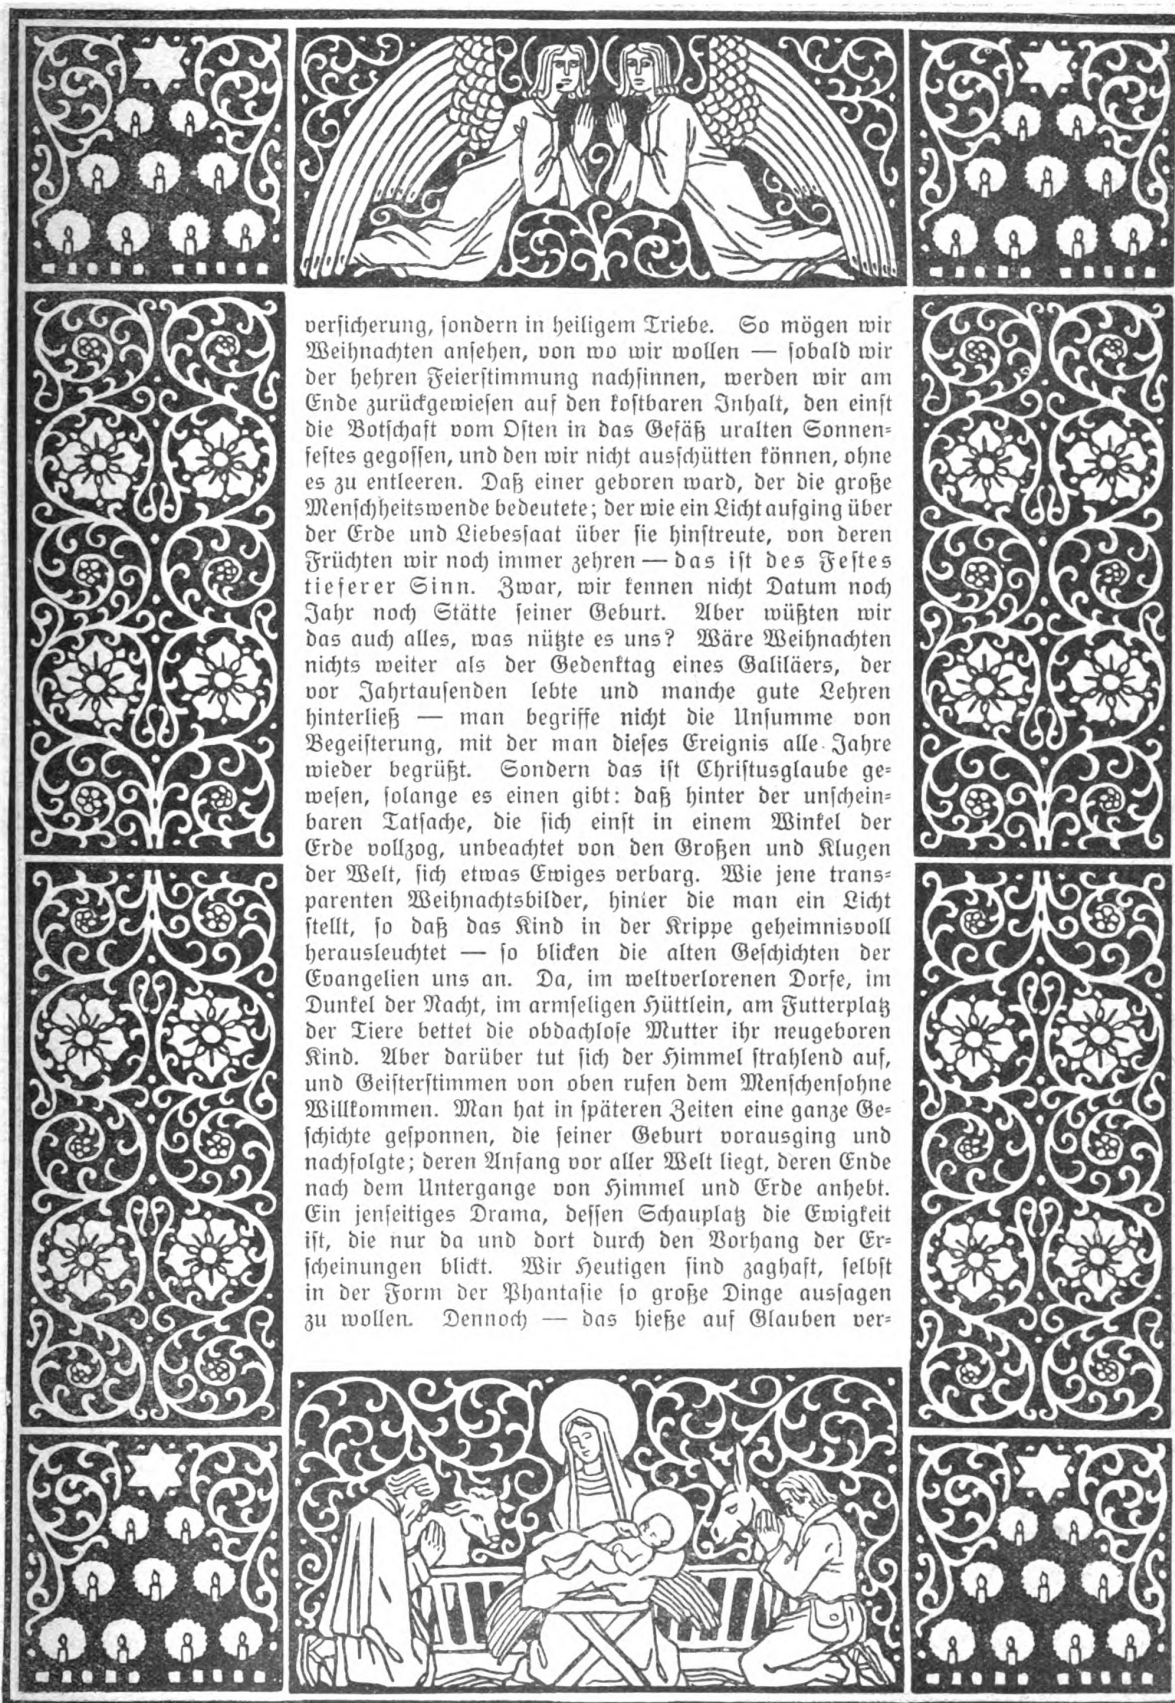 versicherung, sondern in heiligem Triebe. So mögen wir
Weihnachten ansehen, von wo wir wollen — sobald wir
der hehren Feierstimmung nachsinnen, werden wir am
Ende zurückgewiesen auf den kostbaren Inhalt, den einst
die Botschaft vom Osten in das Gefäß uralten Sonnen-
festes gegossen, und den wir nicht ausschütten können, ohne
es zu entleeren. Daß einer geboren ward, der die große
Menschheitswende bedeutete; der wie ein Licht aufging über
der Erde und Liebessaat über sie hinstreute, von deren
Früchten wir noch immer zehren — das ist des Festes
tieferer Sinn. Zwar, wir kennen nicht Datum noch
Jahr noch Stätte seiner Geburt. Aber wüßten wir
das auch alles, was nützte es uns? Wäre Weihnachten
nichts weiter als der Gedenktag eines Galiläers, der
vor Jahrtausenden lebte und manche gute Lehren
hinterließ — man begriffe nicht die Unsumme von
Begeisterung, mit der man dieses Ereignis alle Jahre
wieder begrüßt. Sondern das ist Christusglaube ge-
wesen, solange es einen gibt: daß hinter der unschein-
baren Tatsache, die sich einst in einem Winkel der
Erde vollzog, unbeachtet von den Großen und Klugen
der Welt, sich etwas Ewiges verbarg. Wie jene trans-
parenten Weihnachtsbilder, hinter die man ein Licht
stellt, so daß das Kind in der Krippe geheimnisvoll
herausleuchtet — so blicken die alten Geschichten der
Evangelien uns an. Da, im weltverlorenen Dorfe, im
Dunkel der Nacht, im armseligen Hüttlein, am Futterplatz
der Tiere bettet die obdachlose Mutter ihr neugeboren
Kind. Aber darüber tut sich der Himmel strahlend auf,
und Geisterstimmen von oben rufen dem Menschensohne
Willkommen. Man hat in späteren Zeiten eine ganze Ge-
schichte gesponnen, die seiner Geburt vorausging und
nachfolgte; deren Anfang vor aller Welt liegt, deren Ende
nach dem Untergange von Himmel und Erde anhebt.
Ein jenseitiges Drama, dessen Schauplatz die Ewigkeit
ist, die nur da und dort durch den Vorhang der Er-
scheinungen blickt. Wir Heutigen sind zaghaft, selbst
in der Form der Phantasie so große Dinge aussagen
zu wollen. Dennoch — das hieße auf Glauben ver-